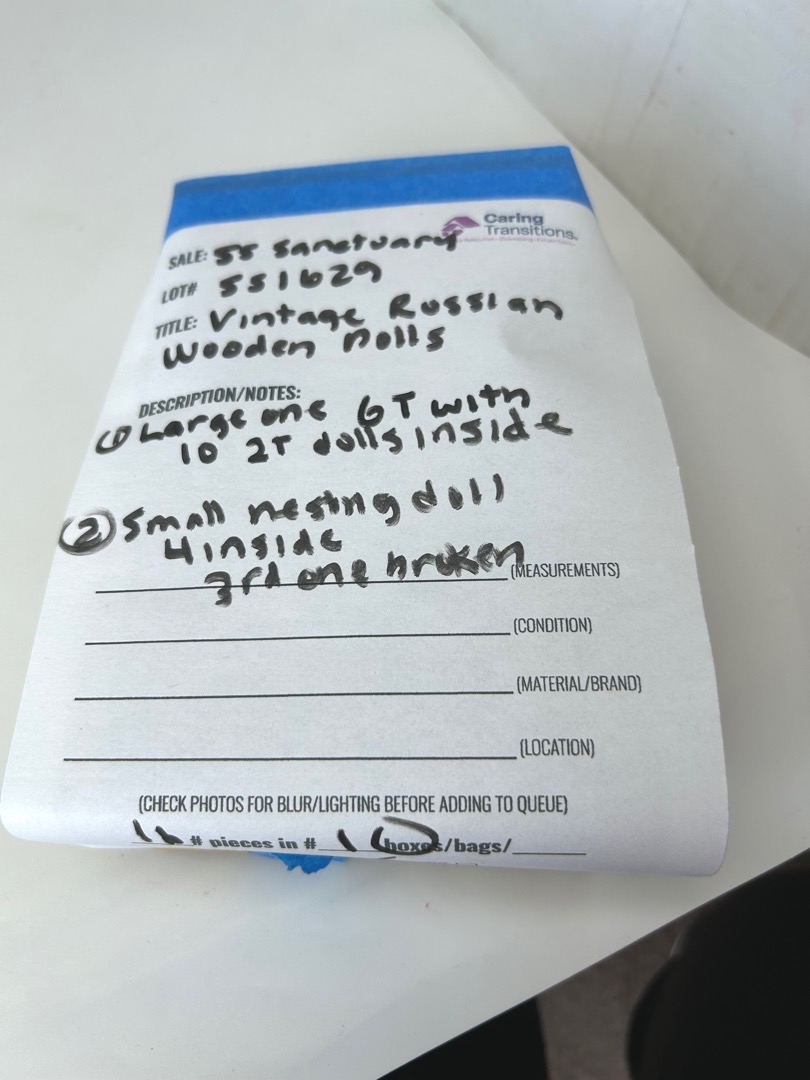 Caring
Transitions.
SALE: 55 Sanctuary
LOT# 551629
TITLE: Vintage Russian
Wooden Dolls
DESCRIPTION/NOTES:
① Large one 6T with
10 2T dolls inside
② Small nesting doll
4 inside
3rd one broken (MEASUREMENTS)
(CONDITION)
(MATERIAL/BRAND)
(LOCATION)
(CHECK PHOTOS FOR BLUR/LIGHTING BEFORE ADDING TO QUEUE)
16 # pieces in # 1 boxes/bags/